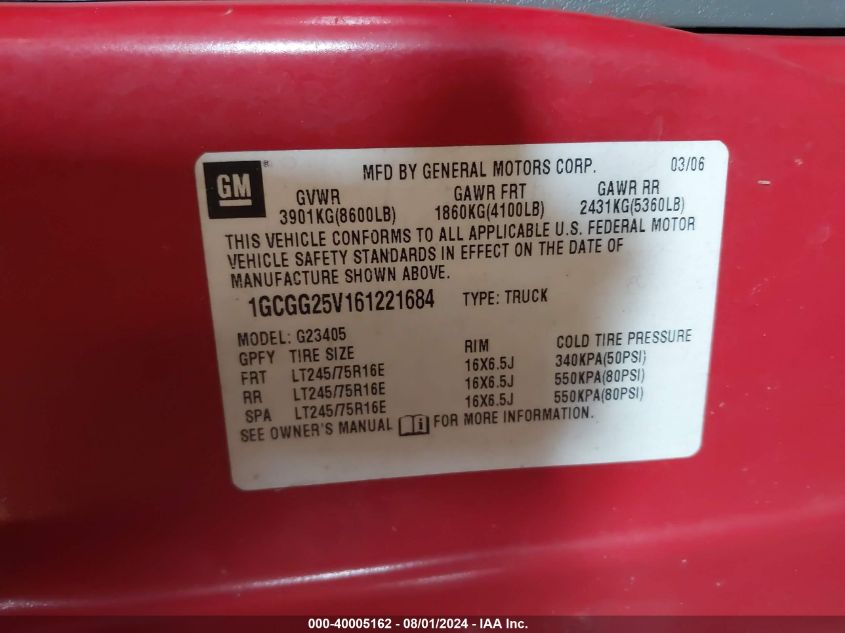 GM ® MFD BY GENERAL MOTORS CORP. 03/06
GVWR GAWR FRT GAWR RR
3901KG(8600LB) 1860KG(4100LB) 2431KG(5360LB)
THIS VEHICLE CONFORMS TO ALL APPLICABLE U.S. FEDERAL MOTOR
VEHICLE SAFETY STANDARDS IN EFFECT ON THE DATE OF
MANUFACTURE SHOWN ABOVE.
1GCGG25V161221684 TYPE: TRUCK
MODEL: G23405
GPFY TIRE SIZE RIM COLD TIRE PRESSURE
FRT LT245/75R16E 16X6.5J 340KPA(50PSI)
RR LT245/75R16E 16X6.5J 550KPA(80PSI)
SPA LT245/75R16E 16X6.5J 550KPA(80PSI)
SEE OWNER'S MANUAL FOR MORE INFORMATION.
000-40005162 - 08/01/2024 - IAA Inc.